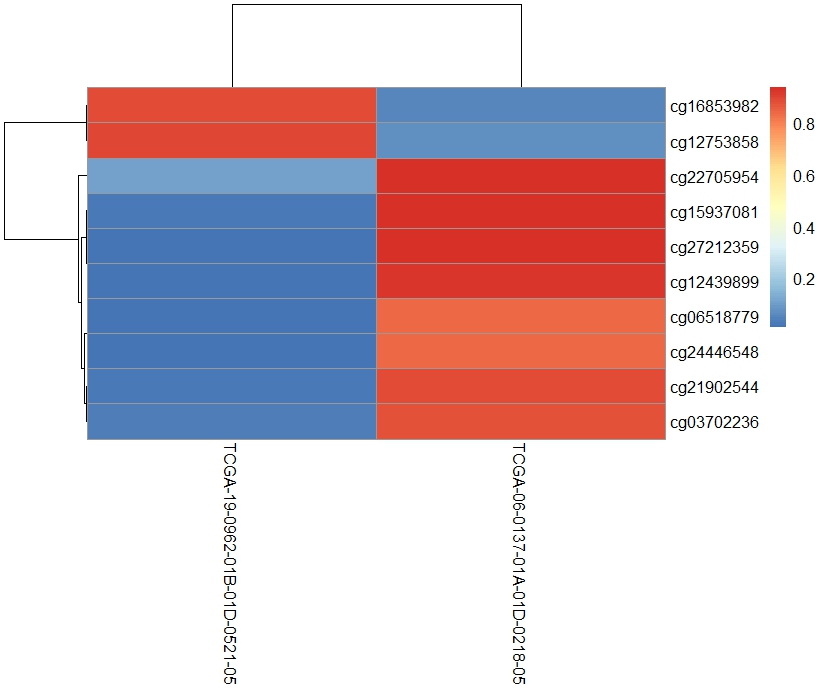 cg16853982
cg12753858
cg22705954
cg15937081
cg27212359
cg12439899
cg06518779
cg24446548
cg21902544
cg03702236
0.8
0.6
0.4
0.2
TCGA-19-0962-01B-01D-0521-05
TCGA-06-0137-01A-01D-0218-05